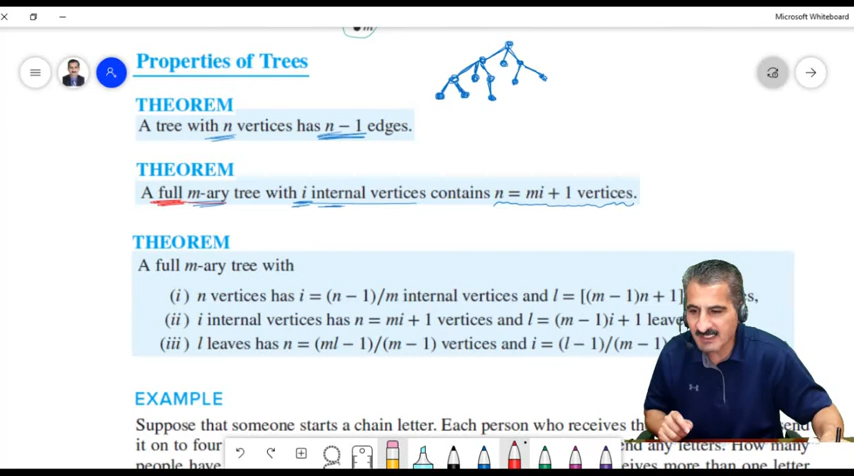 Microsoft Whiteboard
m
Properties of Trees
THEOREM
A tree with n vertices has n − 1 edges.
THEOREM
A full m-ary tree with i internal vertices contains n = mi + 1 vertices.
THEOREM
A full m-ary tree with
(i) n vertices has i = (n − 1)/m internal vertices and l = [(m − 1)n + 1]
(ii) i internal vertices has n = mi + 1 vertices and l = (m − 1)i + 1
(iii) l leaves has n = (ml − 1)/(m − 1) vertices and i = (l − 1)/(m − 1)
EXAMPLE
Suppose that someone starts a chain letter. Each person who receives
it on to four end any letters. How many
people have eives more than one letter